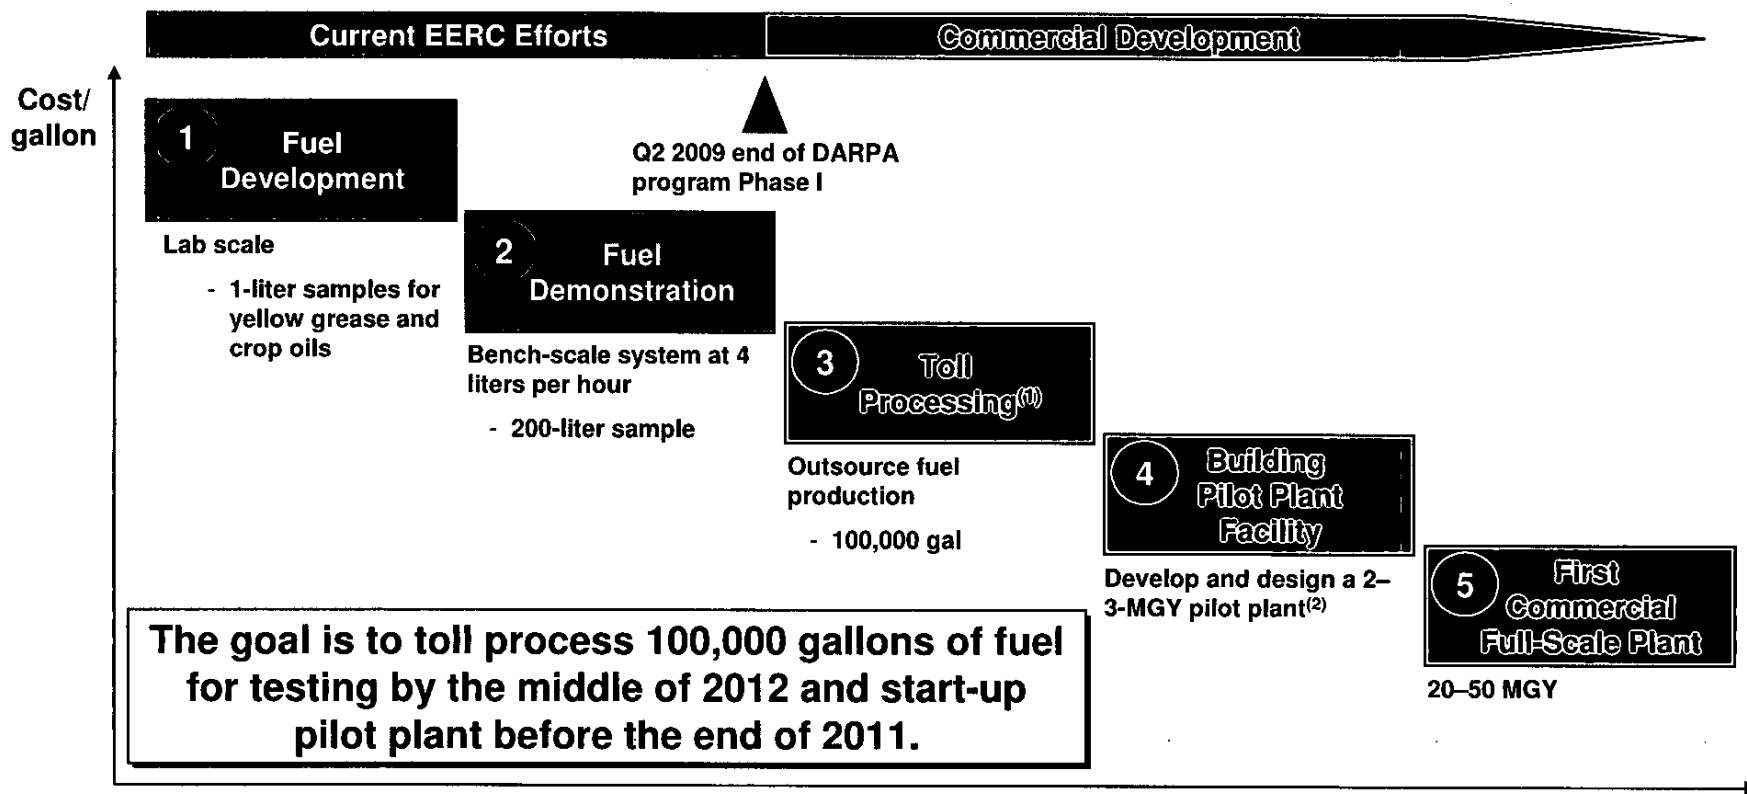 Current EERC Efforts
Commercial Development
Cost/
gallon
1
Fuel
Development
Q2 2009 end of DARPA
program Phase I
Lab scale
- 1-liter samples for
yellow grease and
crop oils
2
Fuel
Demonstration
Bench-scale system at 4
liters per hour
- 200-liter sample
3
Toll
Processing(1)
Outsource fuel
production
- 100,000 gal
4
Building
Pilot Plant
Facility
Develop and design a 2–
3-MGY pilot plant(2)
5
First
Commercial
Full-Scale Plant
20–50 MGY
The goal is to toll process 100,000 gallons of fuel
for testing by the middle of 2012 and start-up
pilot plant before the end of 2011.